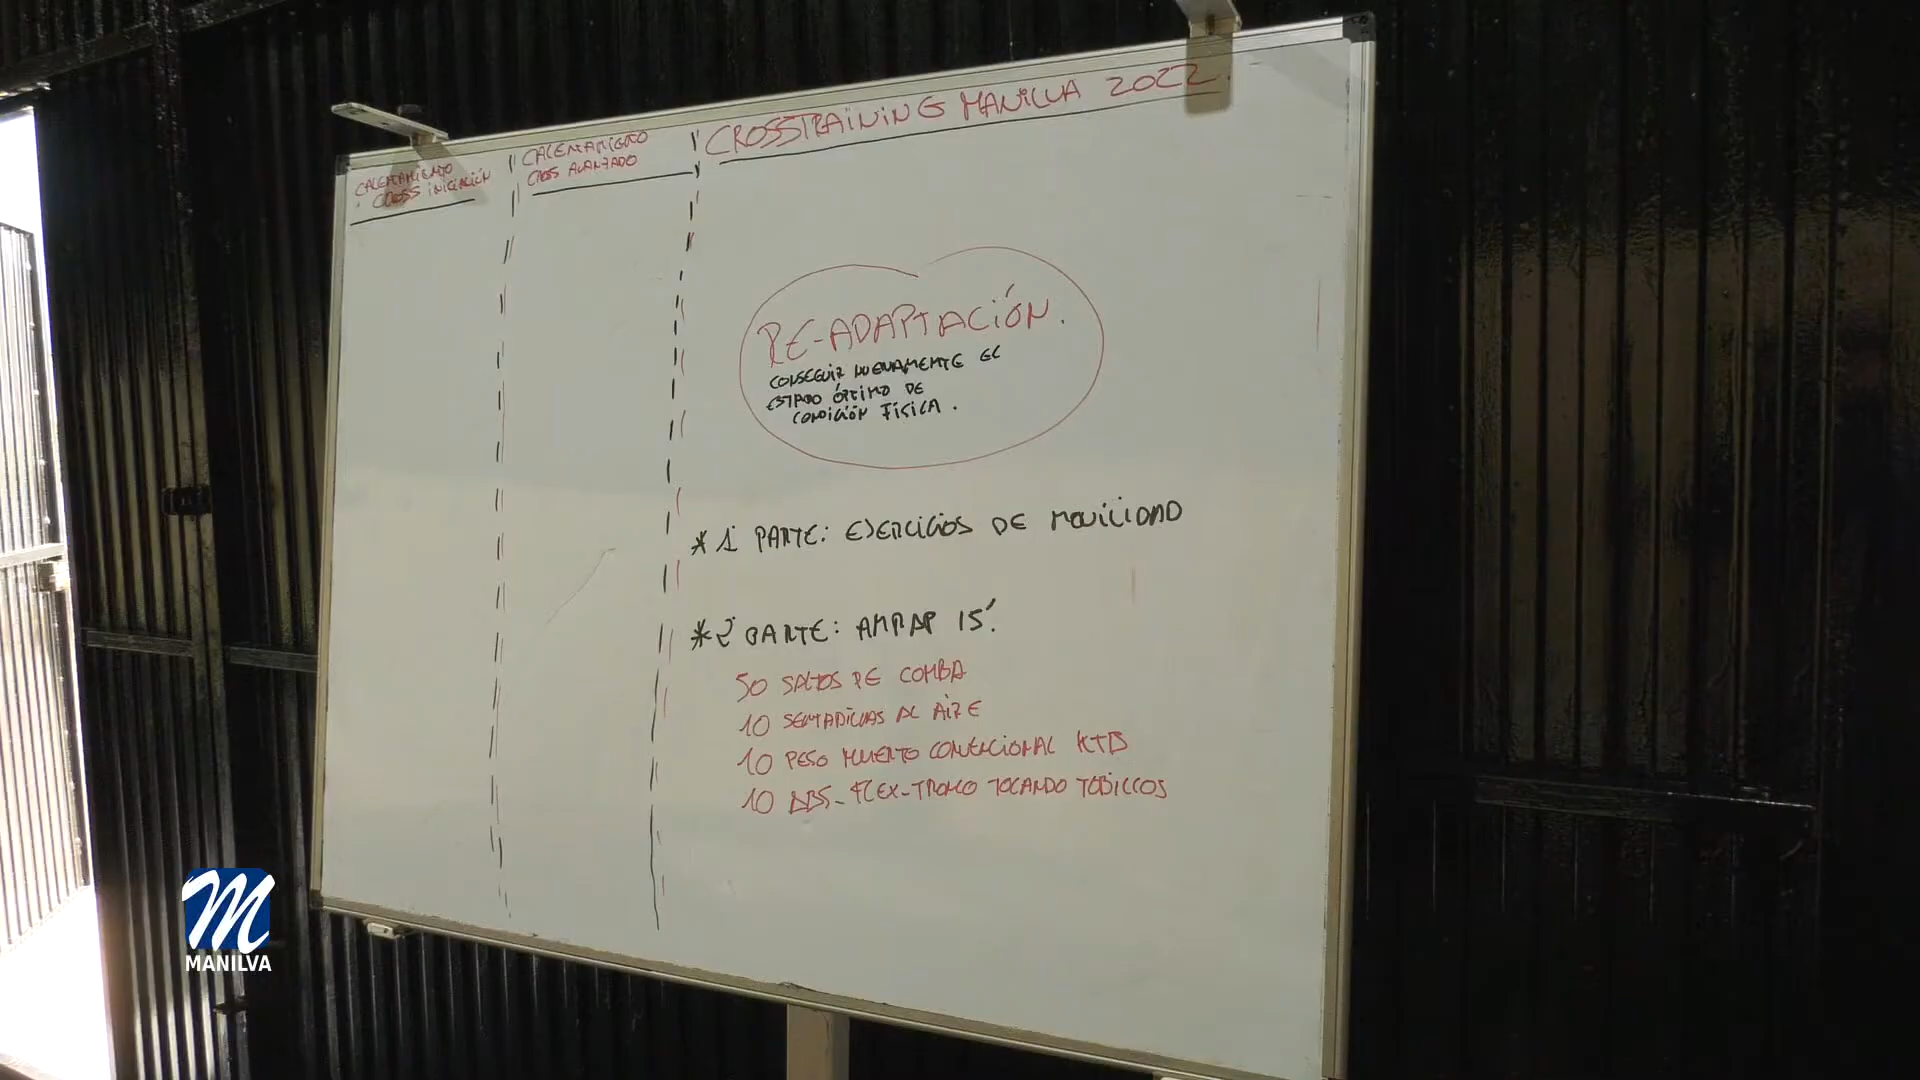 CALENTAMIENTO
CROSS INICIACIÓN
CALENTAMIENTO
CROSS AVANZADO
CROSSTRAINING MANILVA 2022.
RE-ADAPTACIÓN.
CONSEGUIR NUEVAMENTE EL
ESTADO ÓPTIMO DE
CONDICIÓN FÍSICA.
*1ª PARTE: EJERCICIOS DE MOVILIDAD
*2ª PARTE: AMRAP 15'.
50 SALTOS DE COMBA
10 SENTADILLAS AL AIRE
10 PESO MUERTO CONVENCIONAL KTB
10 ABS-FLEX-TRONCO TOCANDO TOBILLOS
M
MANILVA